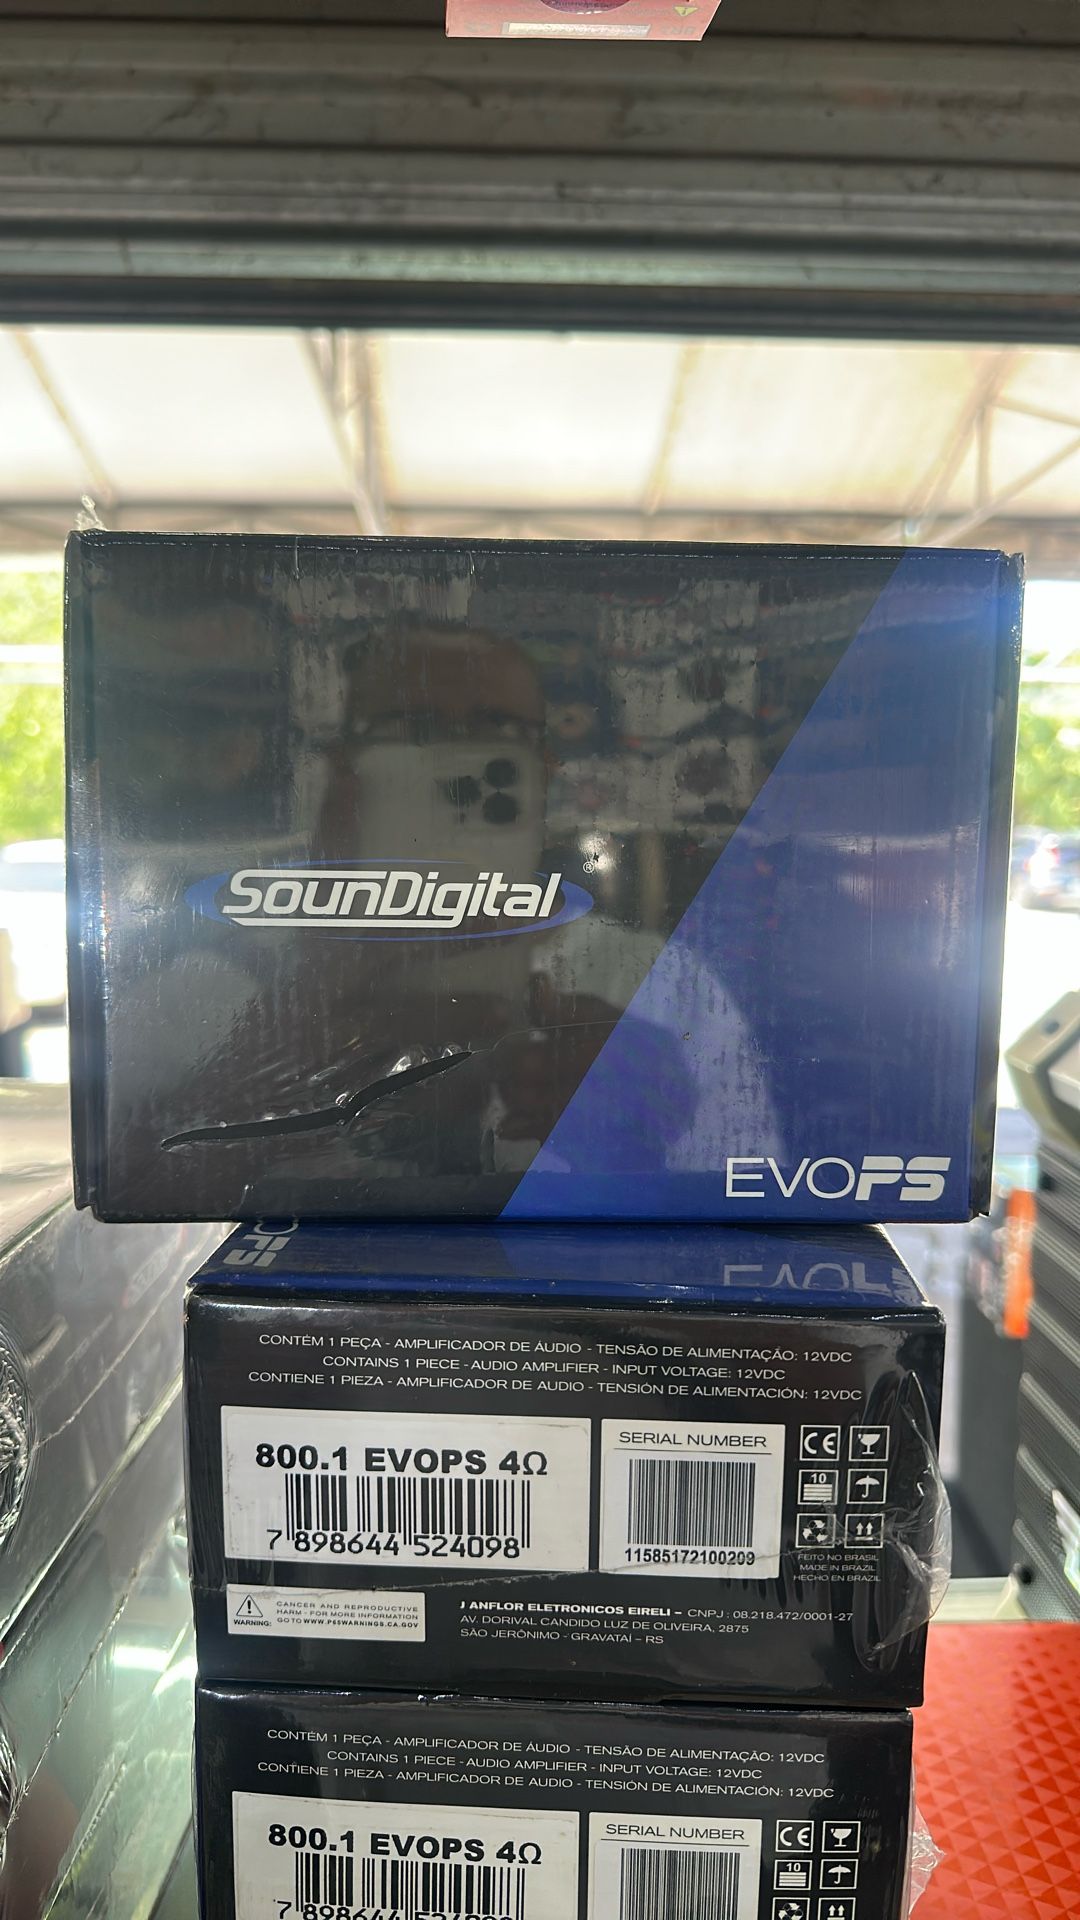 SounDigital®
EVOPS
CONTÉM 1 PEÇA - AMPLIFICADOR DE ÁUDIO - TENSÃO DE ALIMENTAÇÃO: 12VDC
CONTAINS 1 PIECE - AUDIO AMPLIFIER - INPUT VOLTAGE: 12VDC
CONTIENE 1 PIEZA - AMPLIFICADOR DE AUDIO - TENSIÓN DE ALIMENTACIÓN: 12VDC
800.1 EVOPS 4Ω
7 898644 524098
SERIAL NUMBER
11585172100209
CE
10
FEITO NO BRASIL
MADE IN BRAZIL
HECHO EN BRAZIL
WARNING:
CANCER AND REPRODUCTIVE
HARM - FOR MORE INFORMATION
GO TO WWW.P65WARNINGS.CA.GOV
J ANFLOR ELETRONICOS EIRELI – CNPJ : 08.218.472/0001-27
AV. DORIVAL CANDIDO LUZ DE OLIVEIRA, 2875
SÃO JERÔNIMO - GRAVATAÍ – RS
CONTÉM 1 PEÇA - AMPLIFICADOR DE ÁUDIO - TENSÃO DE ALIMENTAÇÃO: 12VDC
CONTAINS 1 PIECE - AUDIO AMPLIFIER - INPUT VOLTAGE: 12VDC
CONTIENE 1 PIEZA - AMPLIFICADOR DE AUDIO - TENSIÓN DE ALIMENTACIÓN: 12VDC
800.1 EVOPS 4Ω
SERIAL NUMBER
CE
10